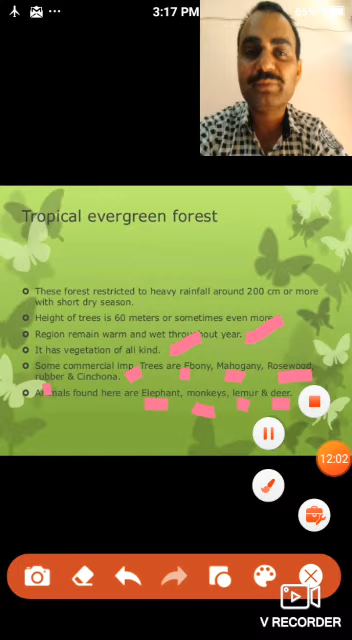 3:17 PM
Tropical evergreen forest
These forest restricted to heavy rainfall around 200 cm or more
with short dry season.
Height of trees is 60 meters or sometimes even more
Region remain warm and wet throughout year.
It has vegetation of all kind.
Some commercial imp Trees are Ebony, Mahogany, Rosewood,
rubber & Cinchona.
Animals found here are Elephant, monkeys, lemur & deer.
12:02
V RECORDER